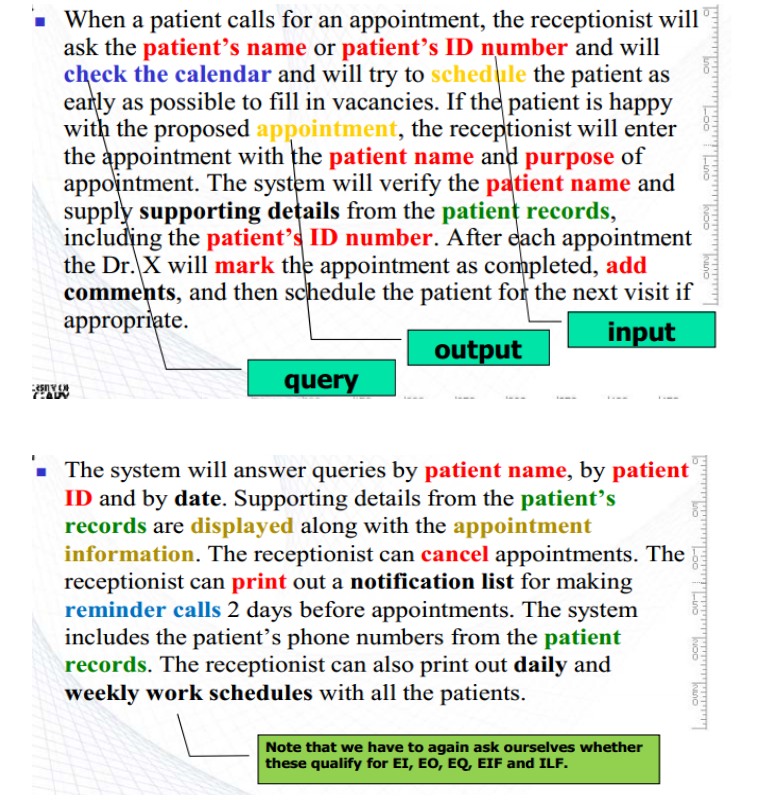 When a patient calls for an appointment, the receptionist will
ask the patient's name or patient's ID number and will
check the calendar and will try to schedule the patient as
early as possible to fill in vacancies. If the patient is happy
with the proposed appointment, the receptionist will enter
the appointment with the patient name and purpose of
appointment. The system will verify the patient name and
supply supporting details from the patient records,
including the patient's ID number. After each appointment
the Dr. X will mark the appointment as completed, add
comments, and then schedule the patient for the next visit if
appropriate.
input
output
query
The system will answer queries by patient name, by patient
ID and by date. Supporting details from the patient's
records are displayed along with the appointment
information. The receptionist can cancel appointments. The
receptionist can print out a notification list for making
reminder calls 2 days before appointments. The system
includes the patient's phone numbers from the patient
records. The receptionist can also print out daily and
weekly work schedules with all the patients.
Note that we have to again ask ourselves whether
these qualify for EI, EO, EQ, EIF and ILF.